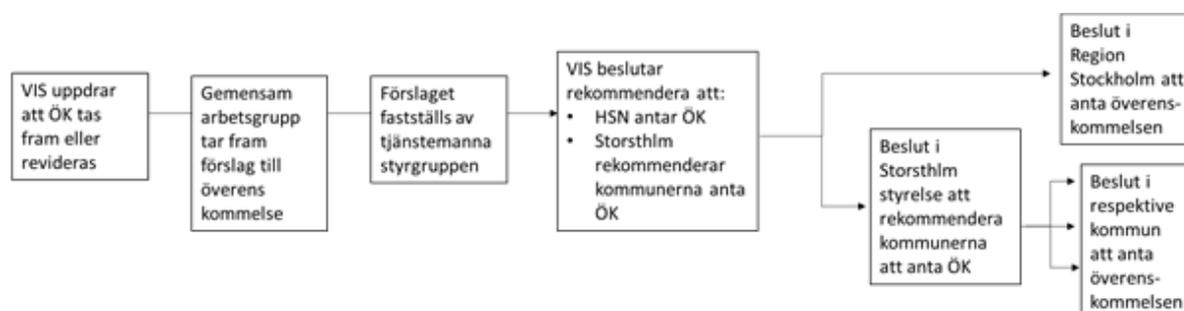 VIS uppdrar
att ÖK tas
fram eller
revideras
Gemensam
arbetsgrupp
tar fram
förslag till
överens
kommelse
Förslaget
fastställs av
tjänstemanna
styrgruppen
VIS beslutar
rekommendera att:
• HSN antar ÖK
• Storsthlm
rekommenderar
kommunerna anta
ÖK
Beslut i
Region
Stockholm att
anta överens-
kommelsen
Beslut i
Storsthlm
styrelse att
rekommendera
kommunerna
att anta ÖK
Beslut i
respektive
kommun
att anta
överens-
kommelsen